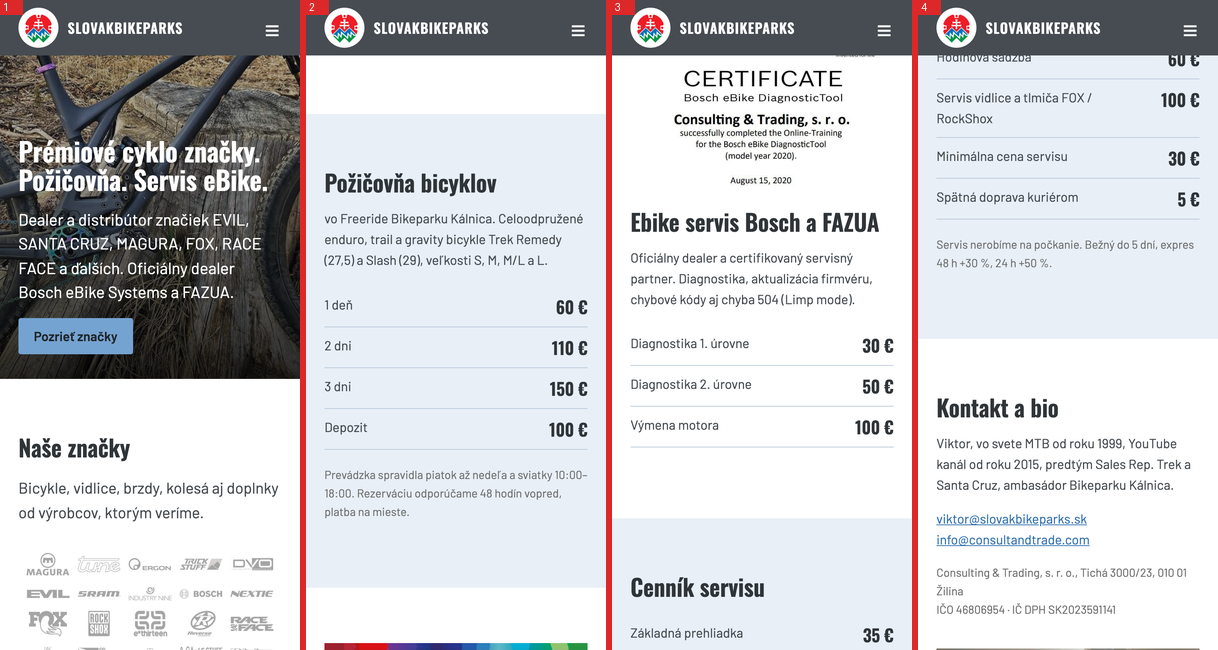 1
SLOVAKBIKEPARKS
Prémiové cyklo značky.
Požičovňa. Servis eBike.
Dealer a distribútor značiek EVIL,
SANTA CRUZ, MAGURA, FOX, RACE
FACE a ďalších. Oficiálny dealer
Bosch eBike Systems a FAZUA.
Pozrieť značky
Naše značky
Bicykle, vidlice, brzdy, kolesá aj doplnky
od výrobcov, ktorým veríme.
MAGURA tune ERGON TRICKSTUFF DVO
EVIL SRAM INDUSTRY NINE BOSCH NEXTIE
FOX ROCK SHOX e*thirteen Reverse RACE FACE
2
SLOVAKBIKEPARKS
Požičovňa bicyklov
vo Freeride Bikeparku Kálnica. Celoodpružené
enduro, trail a gravity bicykle Trek Remedy
(27,5) a Slash (29), veľkosti S, M, M/L a L.
1 deň 60 €
2 dni 110 €
3 dni 150 €
Depozit 100 €
Prevádzka spravidla piatok až nedeľa a sviatky 10:00–
18:00. Rezerváciu odporúčame 48 hodín vopred,
platba na mieste.
3
SLOVAKBIKEPARKS
CERTIFICATE
Bosch eBike DiagnosticTool
Consulting & Trading, s. r. o.
successfully completed the Online-Training
for the Bosch eBike DiagnosticTool
(model year 2020).
August 15, 2020
Ebike servis Bosch a FAZUA
Oficiálny dealer a certifikovaný servisný
partner. Diagnostika, aktualizácia firmvéru,
chybové kódy aj chyba 504 (Limp mode).
Diagnostika 1. úrovne 30 €
Diagnostika 2. úrovne 50 €
Výmena motora 100 €
Cenník servisu
Základná prehliadka 35 €
4
SLOVAKBIKEPARKS
Hodinová sadzba 60 €
Servis vidlice a tlmiča FOX / 100 €
RockShox
Minimálna cena servisu 30 €
Spätná doprava kuriérom 5 €
Servis nerobíme na počkanie. Bežný do 5 dní, expres
48 h +30 %, 24 h +50 %.
Kontakt a bio
Viktor, vo svete MTB od roku 1999, YouTube
kanál od roku 2015, predtým Sales Rep. Trek a
Santa Cruz, ambasádor Bikeparku Kálnica.
viktor@slovakbikeparks.sk
info@consultandtrade.com
Consulting & Trading, s. r. o., Tichá 3000/23, 010 01
Žilina
IČO 46806954 · IČ DPH SK2023591141